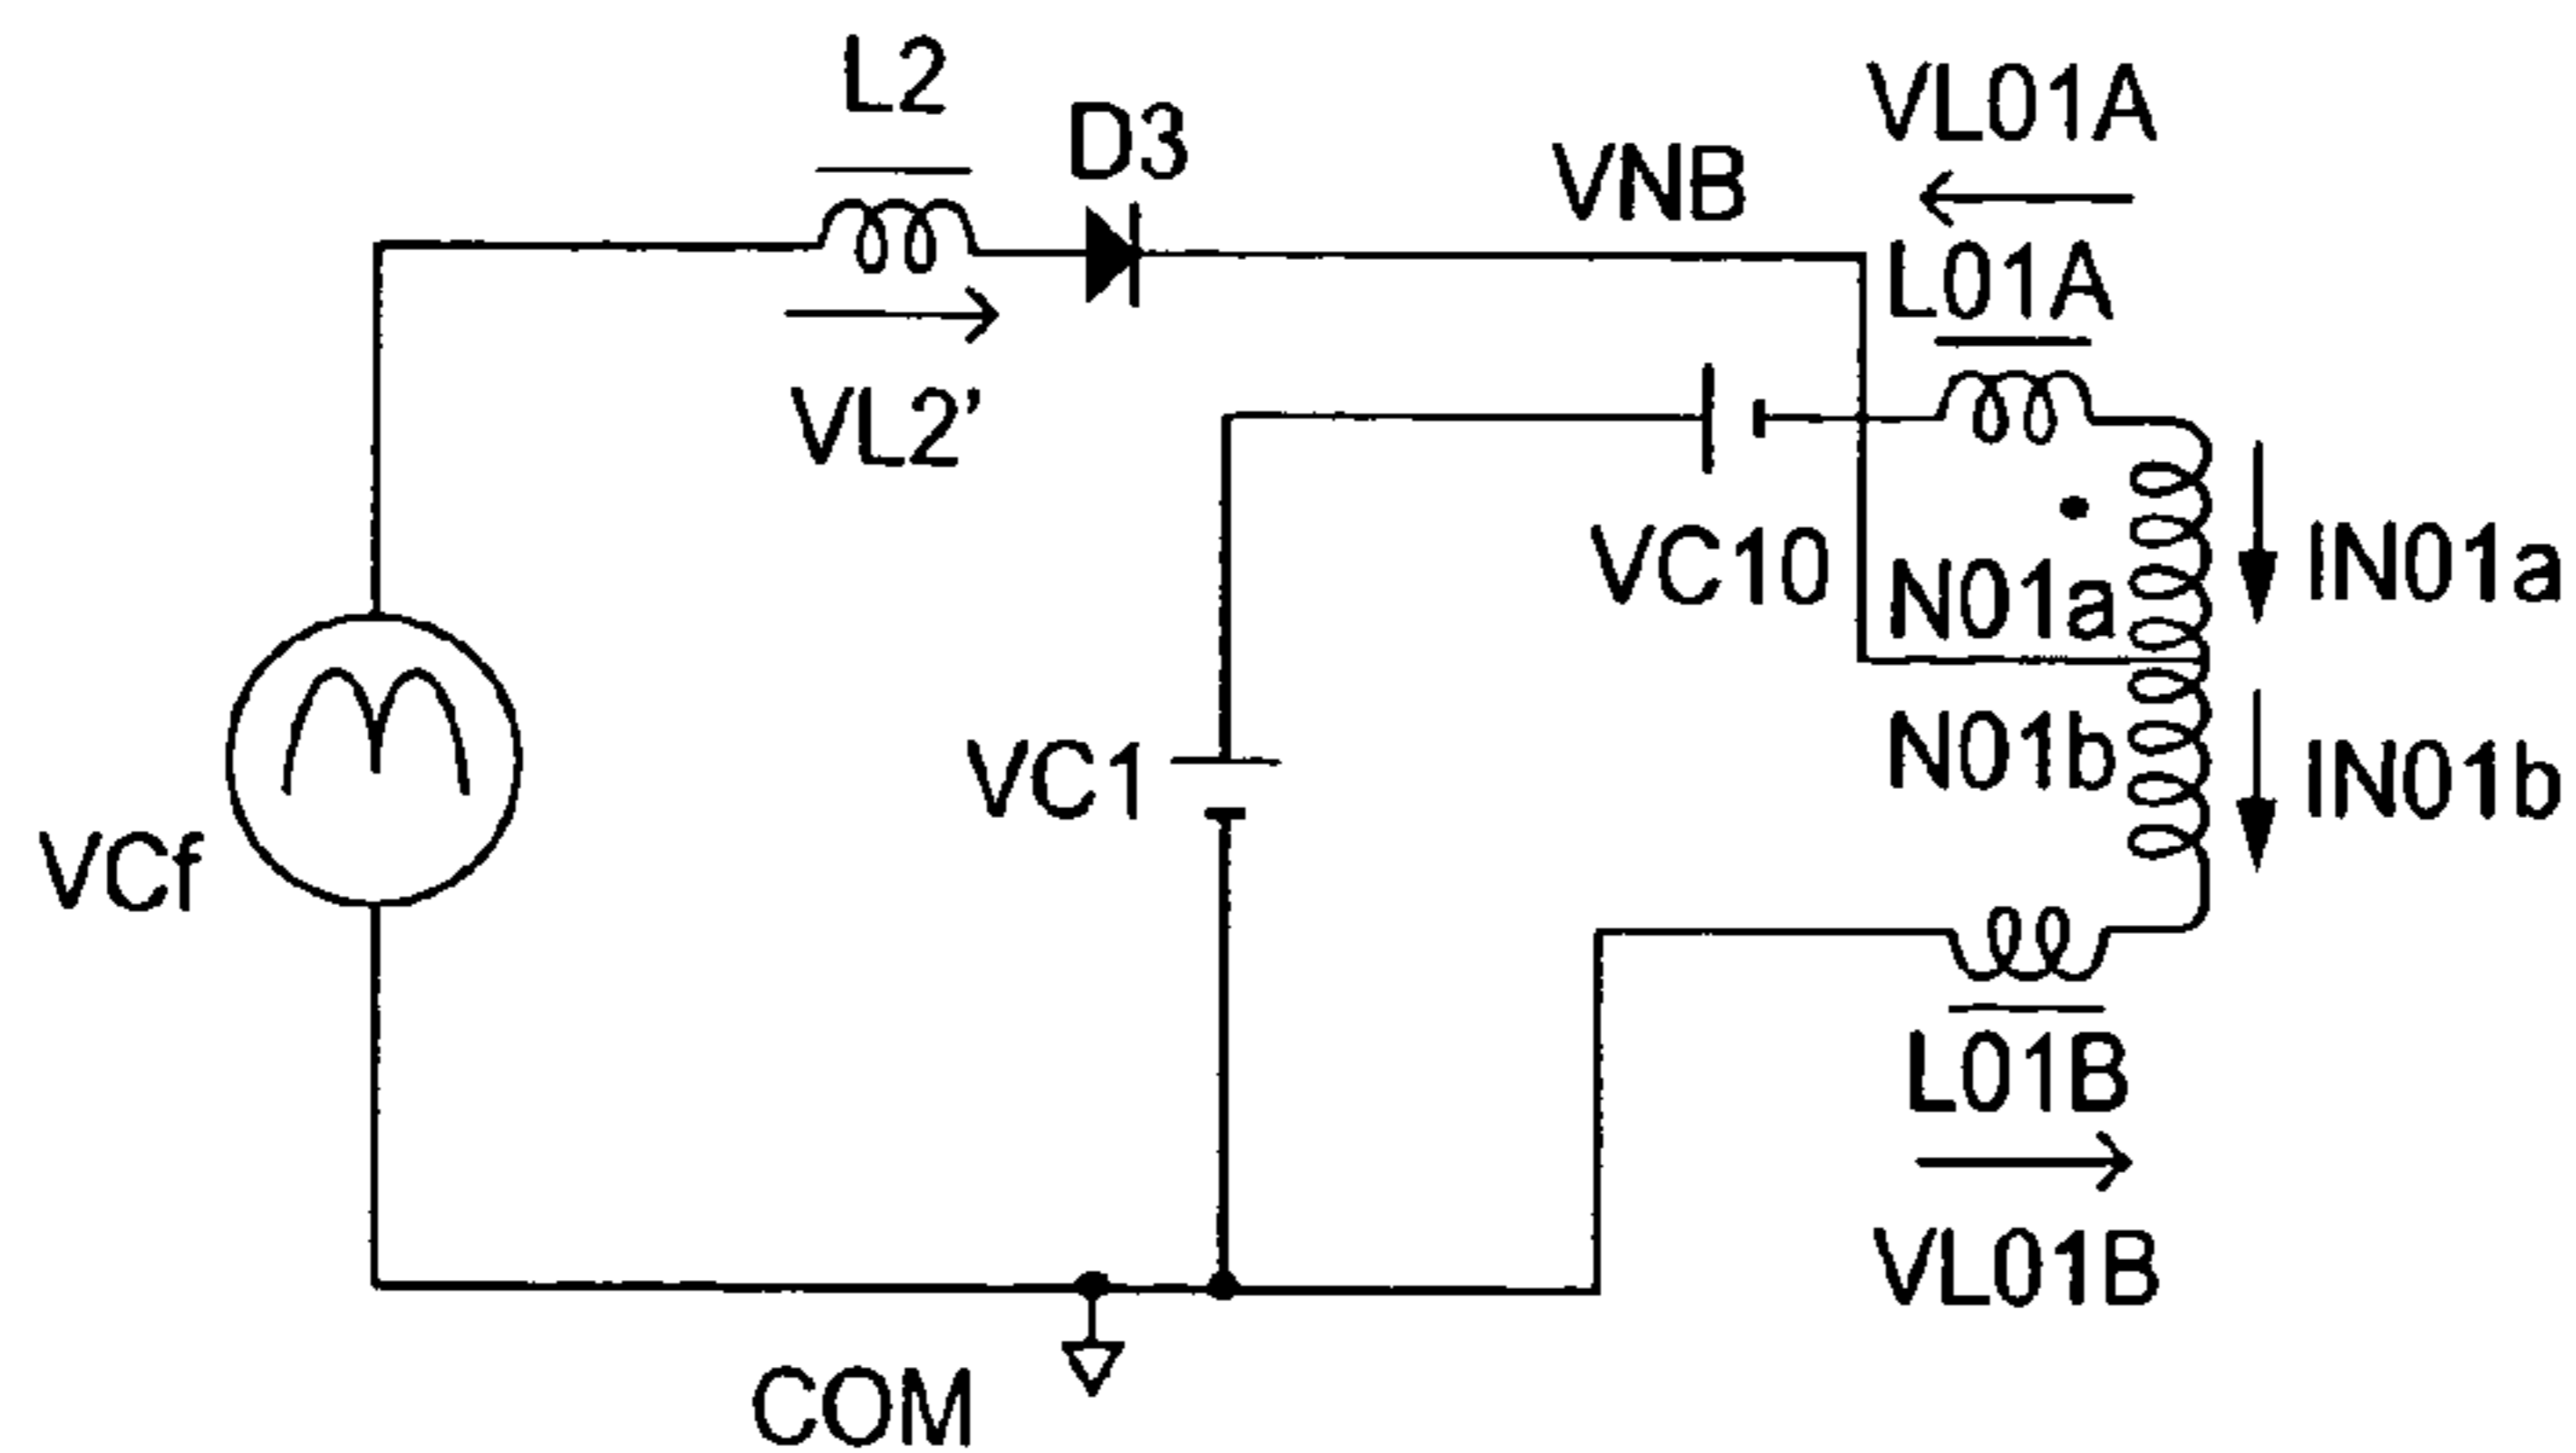 L2
D3
VL01A
VNB
L01A
VL2’
VC10
N01a
IN01a
N01b
IN01b
VC1
VCf
L01B
VL01B
COM